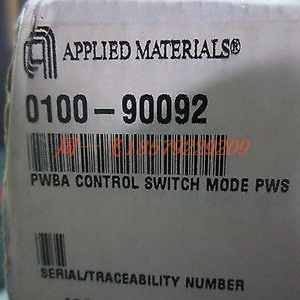 APPLIED MATERIALS®
0100-90092
PWBA CONTROL SWITCH MODE PWS
SERIAL/TRACEABILITY NUMBER